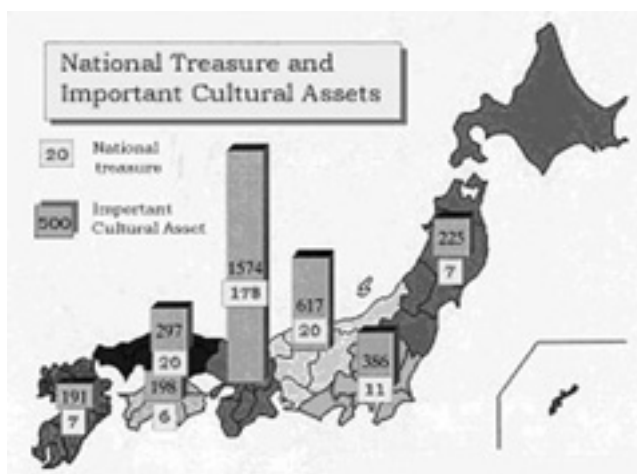 National Treasure and
Important Cultural Assets
20
National
treasure
500
Important
Cultural Asset
225
7
1574
178
617
20
297
20
386
11
198
6
191
7